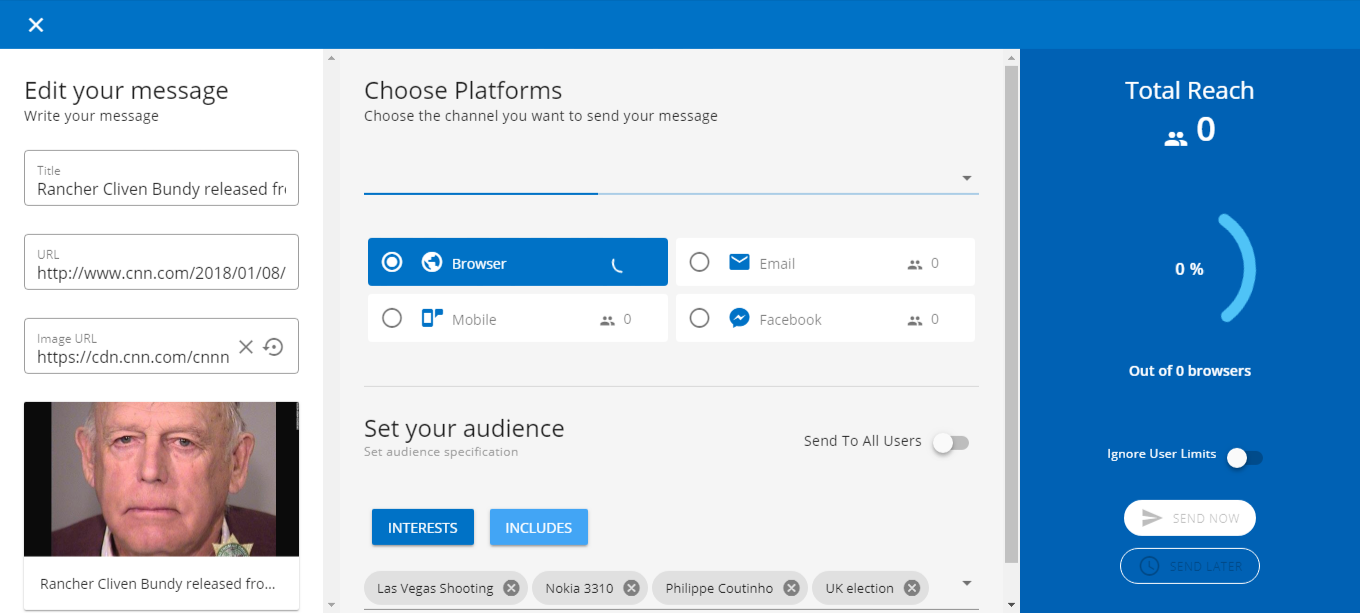 Edit your message
Write your message
Title
Rancher Cliven Bundy released fr
URL
http://www.cnn.com/2018/01/08/
Image URL
https://cdn.cnn.com/cnnn
Rancher Cliven Bundy released fro...
Choose Platforms
Choose the channel you want to send your message
Browser
Email 0
Mobile 0
Facebook 0
Set your audience
Set audience specification
Send To All Users
INTERESTS INCLUDES
Las Vegas Shooting Nokia 3310 Philippe Coutinho UK election
Total Reach
0
0 %
Out of 0 browsers
Ignore User Limits
SEND NOW
SEND LATER